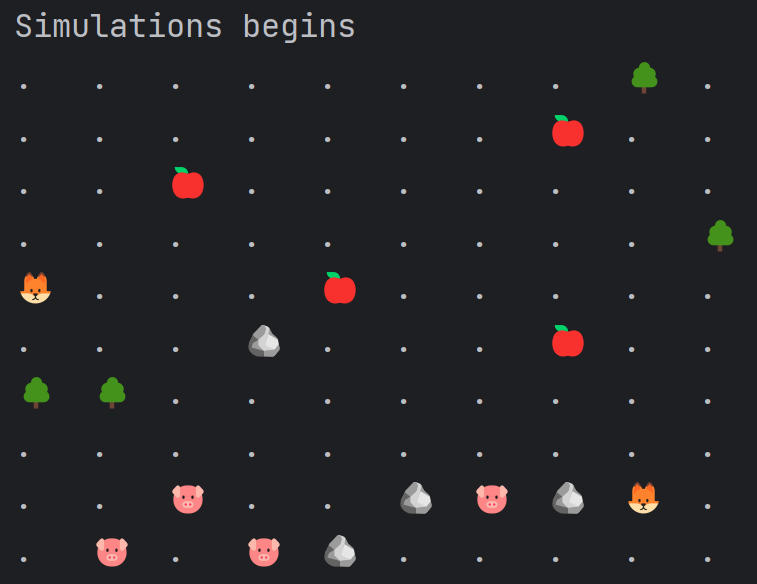 Simulations begins
. . . . . . . . 🌳 .
. . . . . . . 🍎 . .
. . 🍎 . . . . . . .
. . . . . . . . . 🌳
🦊 . . . 🍎 . . . . .
. . . 🪨 . . . 🍎 . .
🌳 🌳 . . . . . . . .
. . . . . . . . . .
. . 🐷 . . 🪨 🐷 🪨 🦊 .
. 🐷 . 🐷 🪨 . . . . .